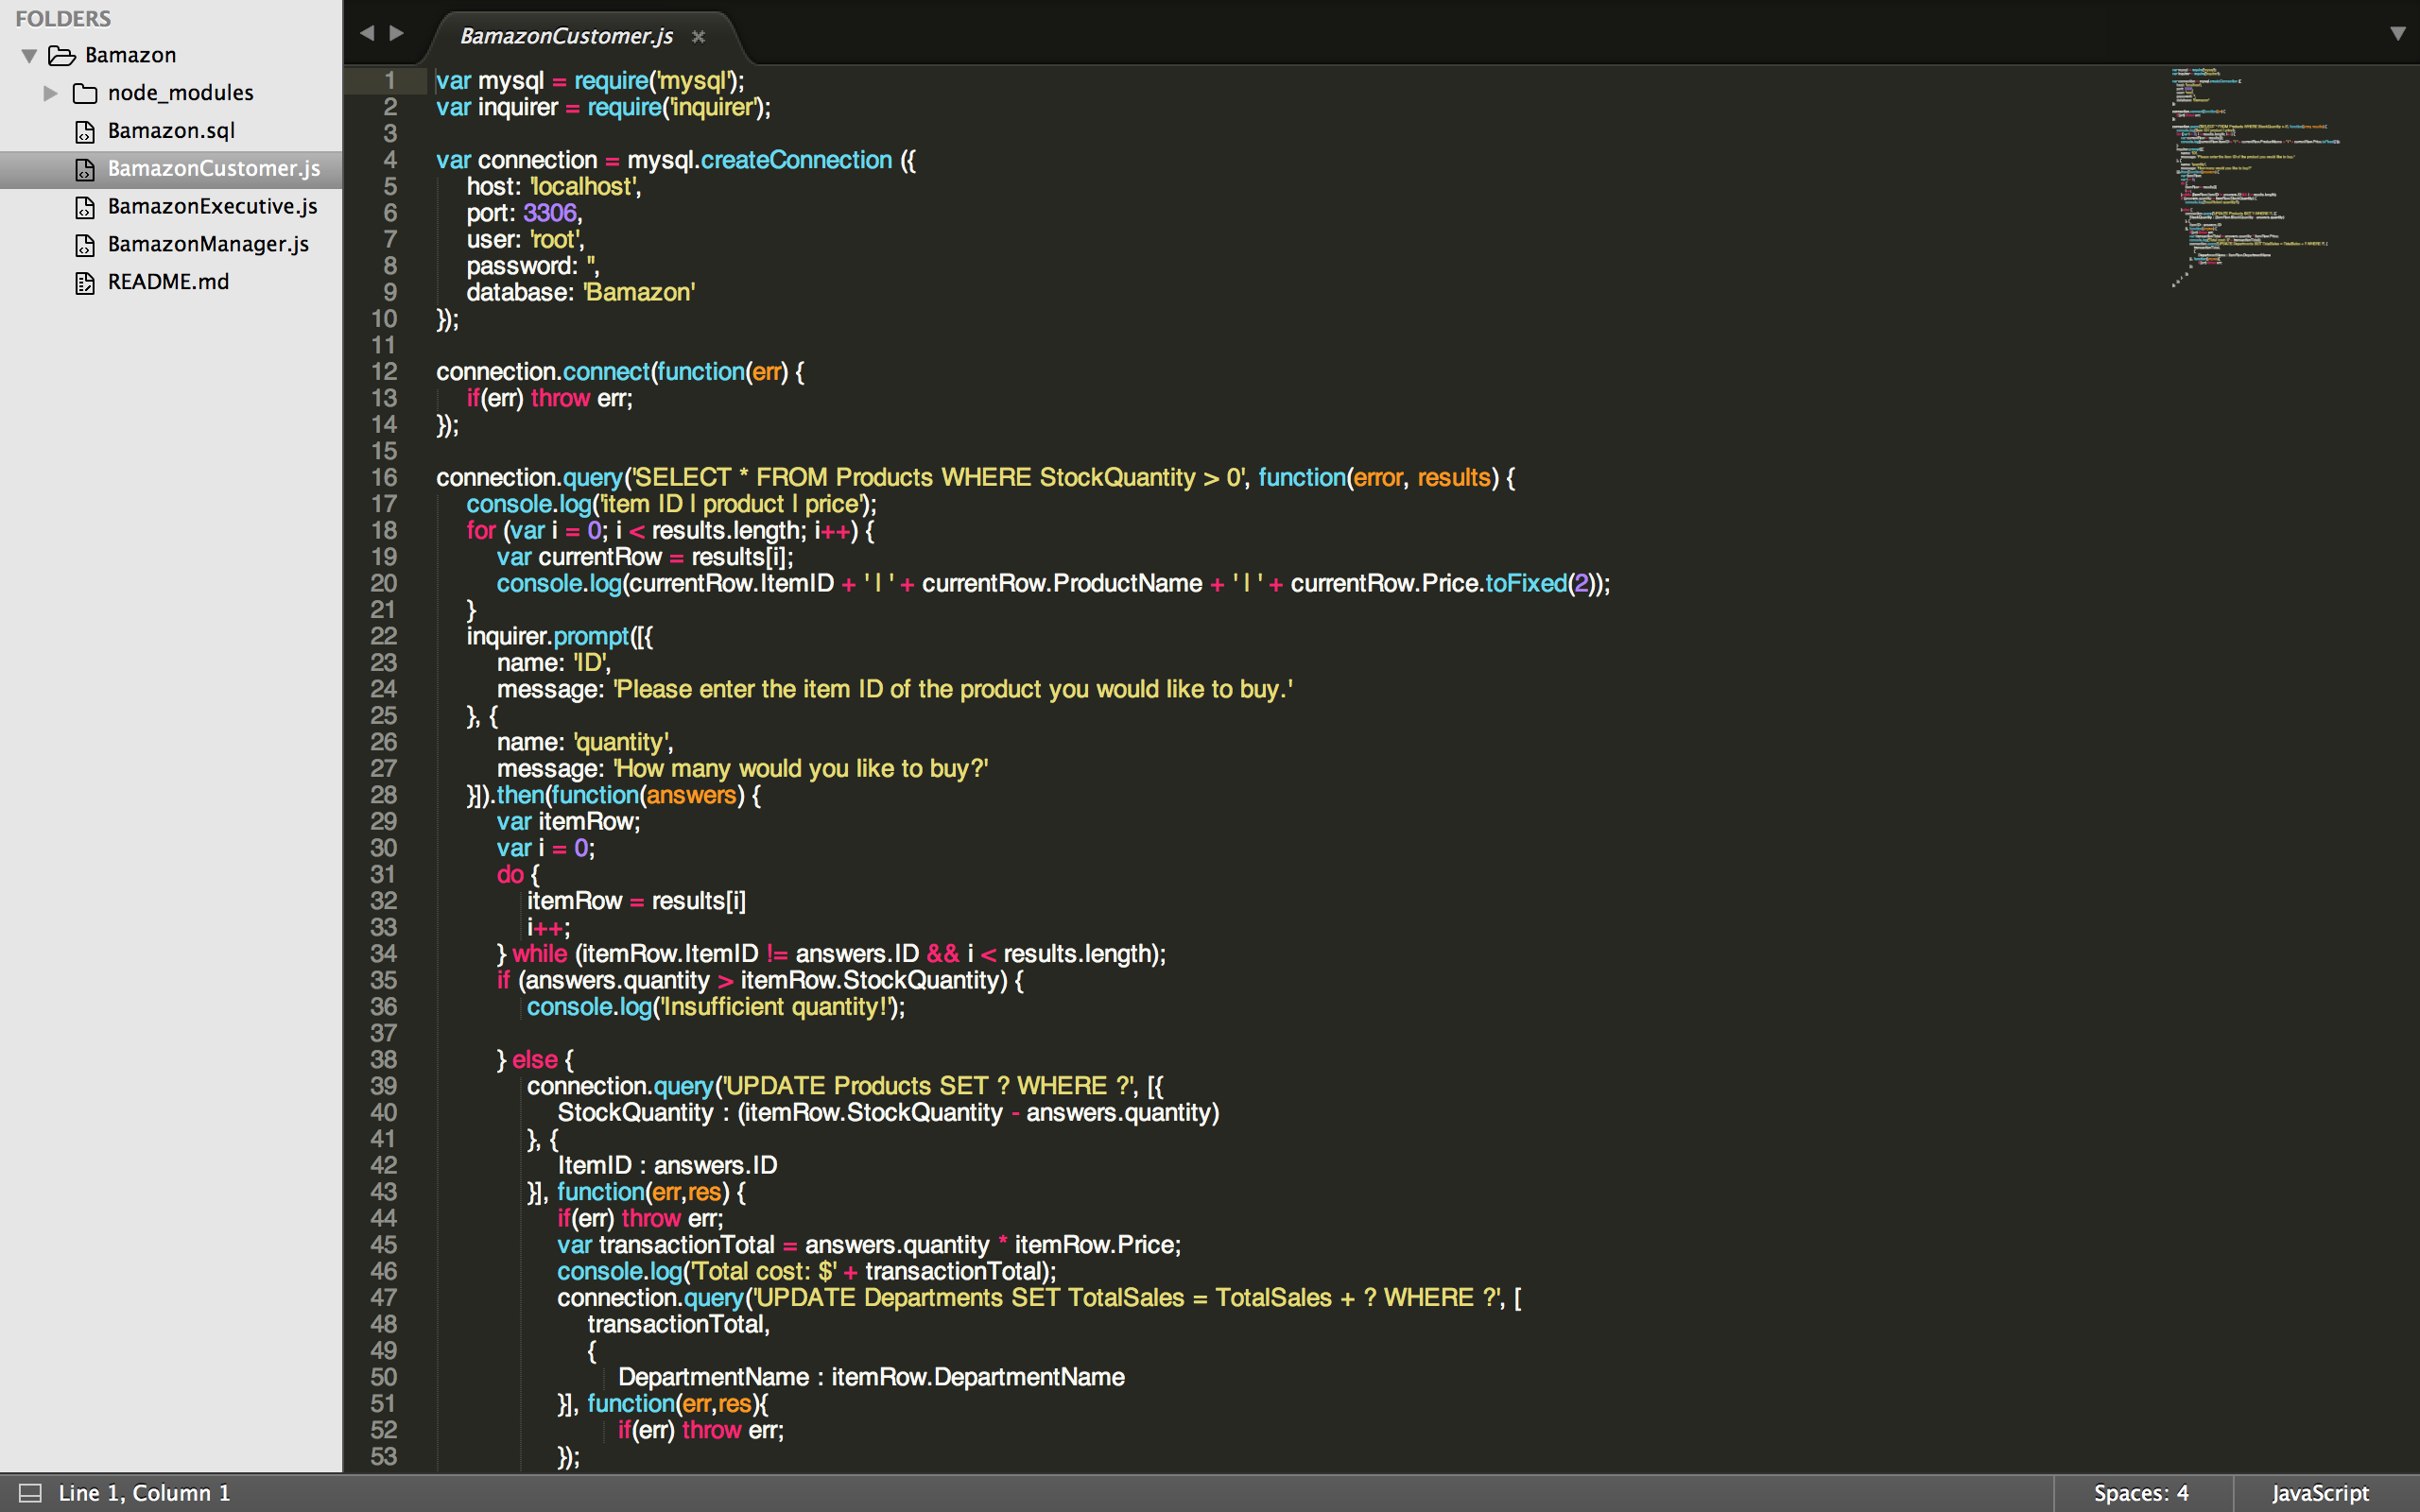 FOLDERS
Bamazon
node_modules
Bamazon.sql
BamazonCustomer.js
BamazonExecutive.js
BamazonManager.js
README.md
BamazonCustomer.js
1 var mysql = require('mysql');
2 var inquirer = require('inquirer');
3
4 var connection = mysql.createConnection ({
5 host: 'localhost',
6 port: 3306,
7 user: 'root',
8 password: '',
9 database: 'Bamazon'
10 });
11
12 connection.connect(function(err) {
13 if(err) throw err;
14 });
15
16 connection.query('SELECT * FROM Products WHERE StockQuantity > 0', function(error, results) {
17 console.log('item ID | product | price');
18 for (var i = 0; i < results.length; i++) {
19 var currentRow = results[i];
20 console.log(currentRow.ItemID + ' | ' + currentRow.ProductName + ' | ' + currentRow.Price.toFixed(2));
21 }
22 inquirer.prompt([{
23 name: 'ID',
24 message: 'Please enter the item ID of the product you would like to buy.'
25 }, {
26 name: 'quantity',
27 message: 'How many would you like to buy?'
28 }]).then(function(answers) {
29 var itemRow;
30 var i = 0;
31 do {
32 itemRow = results[i]
33 i++;
34 } while (itemRow.ItemID != answers.ID && i < results.length);
35 if (answers.quantity > itemRow.StockQuantity) {
36 console.log('Insufficient quantity!');
37
38 } else {
39 connection.query('UPDATE Products SET ? WHERE ?', [{
40 StockQuantity : (itemRow.StockQuantity - answers.quantity)
41 }, {
42 ItemID : answers.ID
43 }], function(err,res) {
44 if(err) throw err;
45 var transactionTotal = answers.quantity * itemRow.Price;
46 console.log('Total cost: $' + transactionTotal);
47 connection.query('UPDATE Departments SET TotalSales = TotalSales + ? WHERE ?', [
48 transactionTotal,
49 {
50 DepartmentName : itemRow.DepartmentName
51 }], function(err,res){
52 if(err) throw err;
53 });
Line 1, Column 1
Spaces: 4
JavaScript